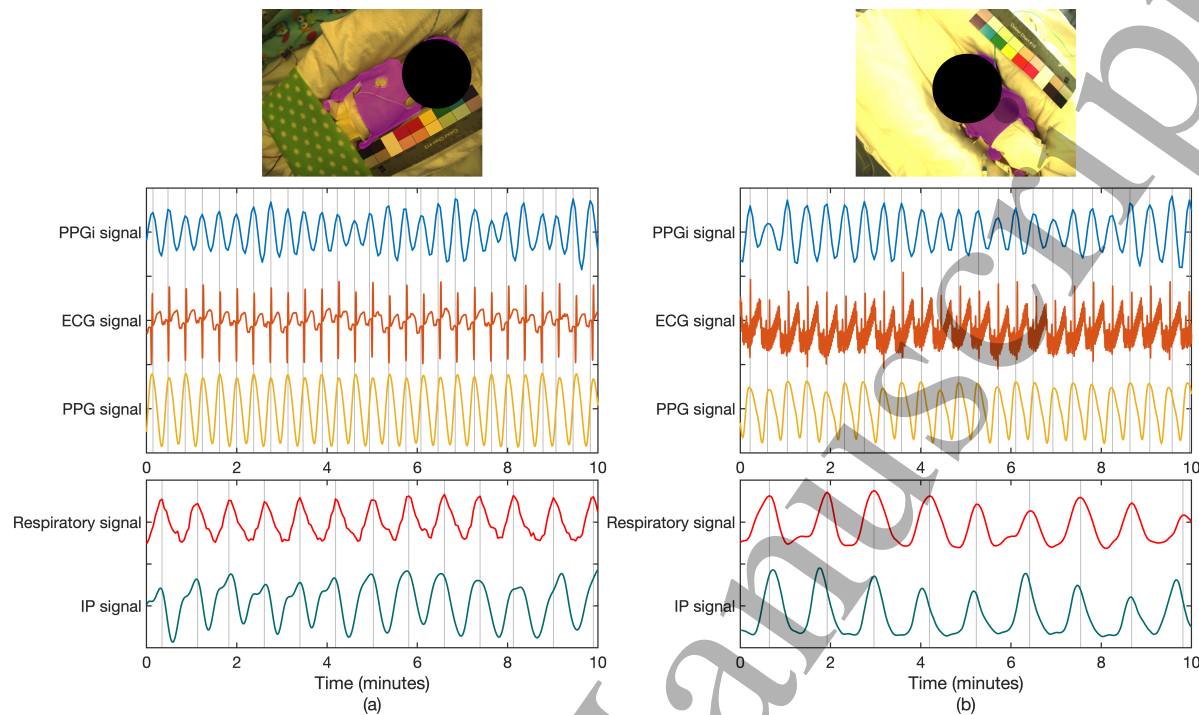 PPGi signal
ECG signal
PPG signal
0 2 4 6 8 10
Respiratory signal
IP signal
0 2 4 6 8 10
Time (minutes)
(a)
PPGi signal
ECG signal
PPG signal
0 2 4 6 8 10
Respiratory signal
IP signal
0 2 4 6 8 10
Time (minutes)
(b)
anuscrip